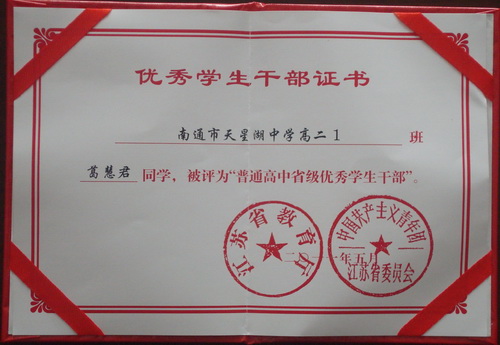 优秀学生干部证书
南通市天星湖中学高二1 班
葛慧君 同学，被评为“普通高中省级优秀学生干部”。
江苏省教育厅
中国共产主义青年团
江苏省委员会
年五月